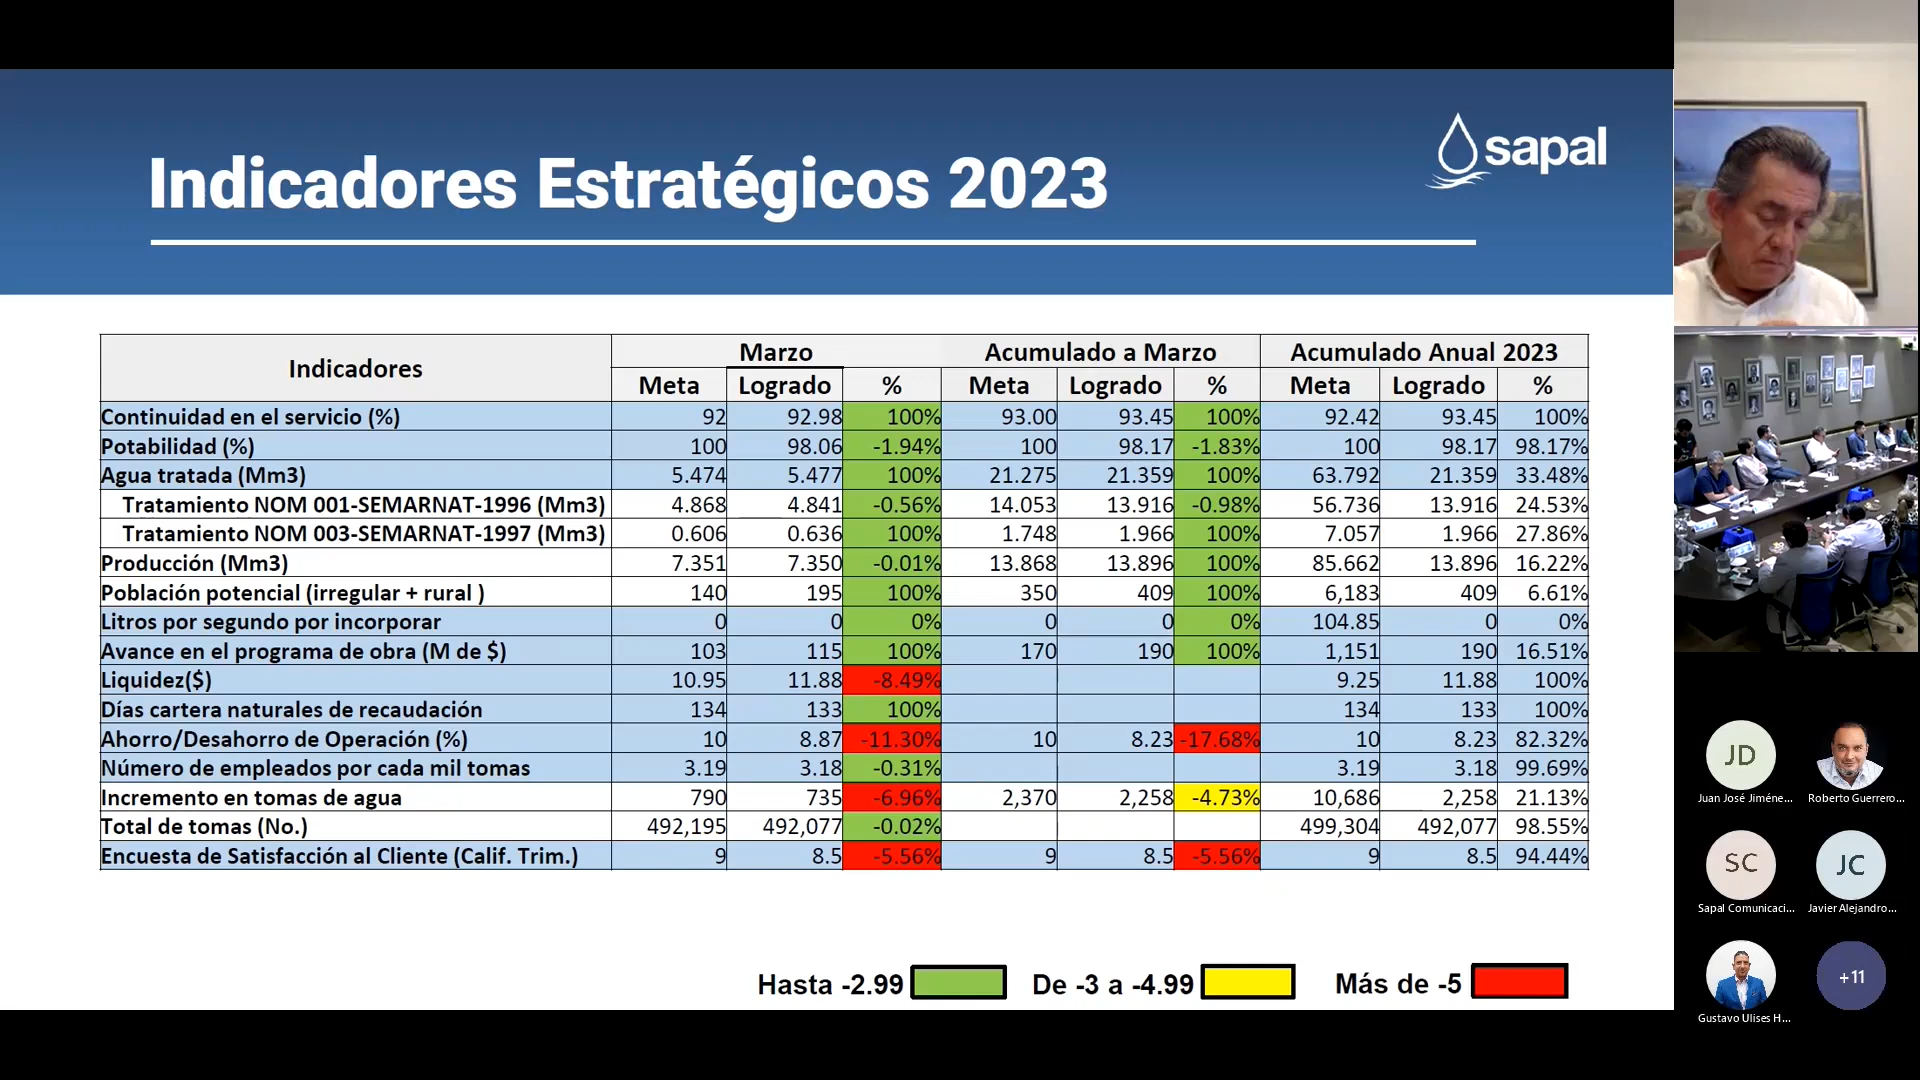 sapal
Indicadores Estratégicos 2023
Indicadores Marzo Acumulado a Marzo Acumulado Anual 2023
Meta Logrado % Meta Logrado % Meta Logrado %
Continuidad en el servicio (%) 92 92.98 100% 93.00 93.45 100% 92.42 93.45 100%
Potabilidad (%) 100 98.06 -1.94% 100 98.17 -1.83% 100 98.17 98.17%
Agua tratada (Mm3) 5.474 5.477 100% 21.275 21.359 100% 63.792 21.359 33.48%
Tratamiento NOM 001-SEMARNAT-1996 (Mm3) 4.868 4.841 -0.56% 14.053 13.916 -0.98% 56.736 13.916 24.53%
Tratamiento NOM 003-SEMARNAT-1997 (Mm3) 0.606 0.636 100% 1.748 1.966 100% 7.057 1.966 27.86%
Producción (Mm3) 7.351 7.350 -0.01% 13.868 13.896 100% 85.662 13.896 16.22%
Población potencial (irregular + rural ) 140 195 100% 350 409 100% 6,183 409 6.61%
Litros por segundo por incorporar 0 0 0% 0 0 0% 104.85 0 0%
Avance en el programa de obra (M de $) 103 115 100% 170 190 100% 1,151 190 16.51%
Liquidez($) 10.95 11.88 -8.49% 9.25 11.88 100%
Días cartera naturales de recaudación 134 133 100% 134 133 100%
Ahorro/Desahorro de Operación (%) 10 8.87 -11.30% 10 8.23 -17.68% 10 8.23 82.32%
Número de empleados por cada mil tomas 3.19 3.18 -0.31% 3.19 3.18 99.69%
Incremento en tomas de agua 790 735 -6.96% 2,370 2,258 -4.73% 10,686 2,258 21.13%
Total de tomas (No.) 492,195 492,077 -0.02% 499,304 492,077 98.55%
Encuesta de Satisfacción al Cliente (Calif. Trim.) 9 8.5 -5.56% 9 8.5 -5.56% 9 8.5 94.44%
Hasta -2.99 De -3 a -4.99 Más de -5
JD
Juan José Jiméne... Roberto Guerrero...
SC JC
Sapal Comunicaci... Javier Alejandro...
+11
Gustavo Ulises H...